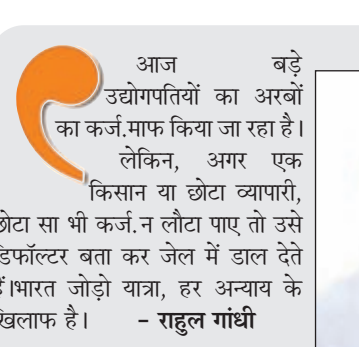 आज बड़े
उद्योगपतियों का अरबों
का कर्ज.माफ किया जा रहा है।
लेकिन, अगर एक
किसान या छोटा व्यापारी,
छोटा सा भी कर्ज.न लौटा पाए तो उसे
डिफॉल्टर बता कर जेल में डाल देते
हैं।भारत जोड़ो यात्रा, हर अन्याय के
खिलाफ है। - राहुल गांधी